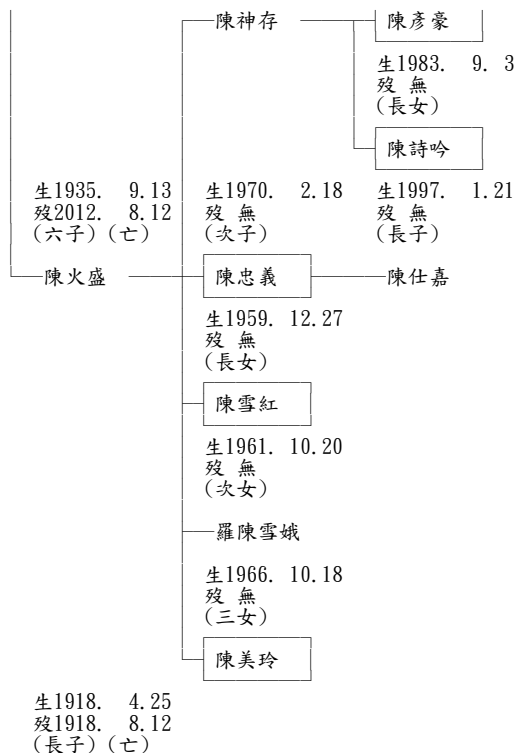 陳神存 陳彥豪
生1983. 9. 3
歿 無
(長女)
陳詩吟
生1935. 9.13 生1970. 2.18 生1997. 1.21
歿2012. 8.12 歿 無 歿 無
(六子)(亡) (次子) (長子)
陳火盛 陳忠義 陳仕嘉
生1959. 12.27
歿 無
(長女)
陳雪紅
生1961. 10.20
歿 無
(次女)
羅陳雪娥
生1966. 10.18
歿 無
(三女)
陳美玲
生1918. 4.25
歿1918. 8.12
(長子)(亡)